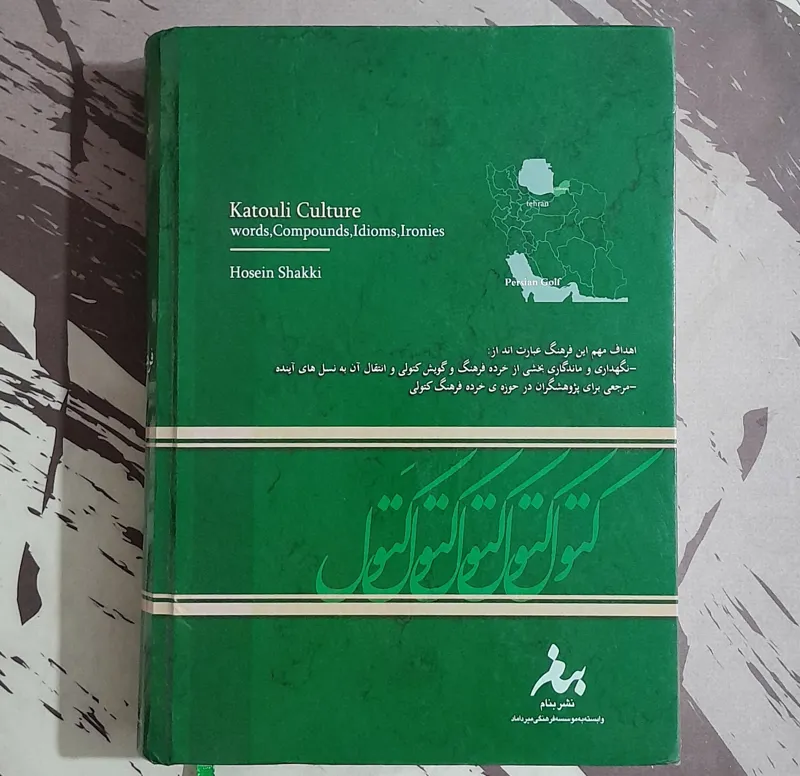 Katouli Culture
words,Compounds,Idioms,Ironies
Hosein Shakki
tehran
Persian Golf
اهداف مهم این فرهنگ عبارت اند از:
-نگهداری و ماندگاری بخشی از خرده فرهنگ و گویش کتولی و انتقال آن به نسل های آینده
-مرجعی برای پژوهشگران در حوزه ی خرده فرهنگ کتولی
کتول کتول کتول کتول کَتول
بنام
نشر بنام
وابسته به موسسه فرهنگی میرداماد